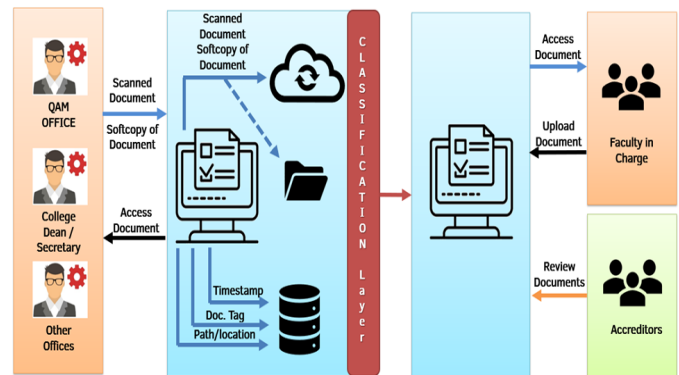 QAM
OFFICE
College
Dean /
Secretary
Other
Offices
Scanned
Document
Softcopy of
Document
Access
Document
Scanned
Document
Softcopy of
Document
Timestamp
Doc. Tag
Path/location
CLASSIFICATION Layer
Access
Document
Upload
Document
Review
Documents
Faculty in
Charge
Accreditors